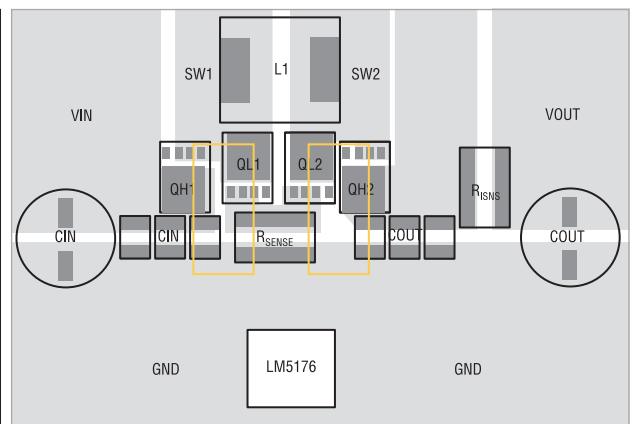 SW1
L1
SW2
VIN
VOUT
QL1
QL2
QH1
QH2
RISNS
CIN
CIN
RSENSE
COUT
COUT
GND
LM5176
GND